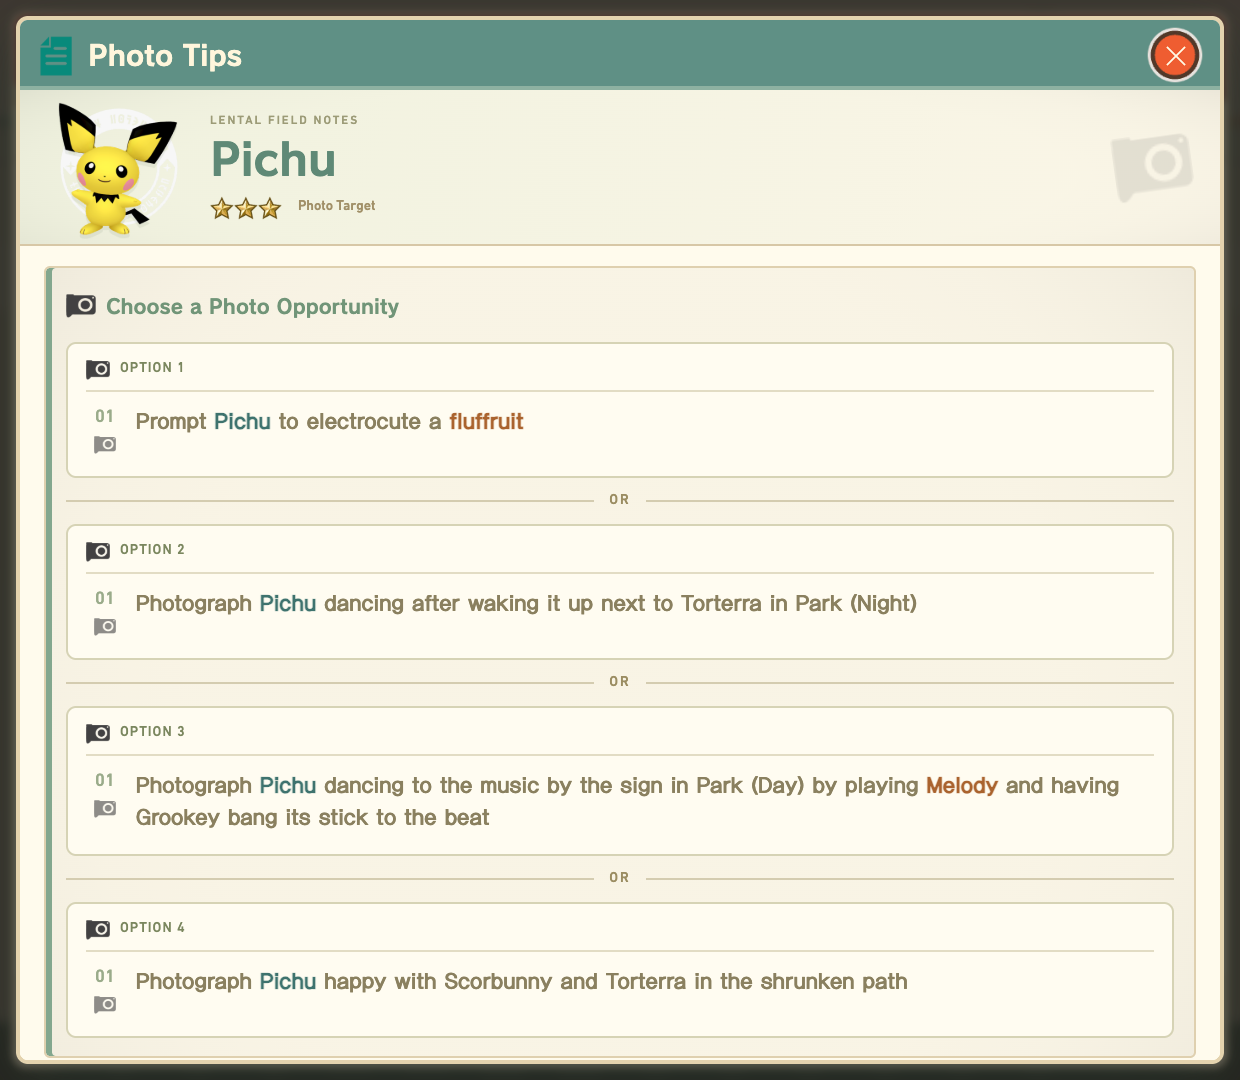 Photo Tips
LENTAL FIELD NOTES
Pichu
Photo Target
Choose a Photo Opportunity
OPTION 1
01
Prompt Pichu to electrocute a fluffruit
OR
OPTION 2
01
Photograph Pichu dancing after waking it up next to Torterra in Park (Night)
OR
OPTION 3
01
Photograph Pichu dancing to the music by the sign in Park (Day) by playing Melody and having
Grookey bang its stick to the beat
OR
OPTION 4
01
Photograph Pichu happy with Scorbunny and Torterra in the shrunken path